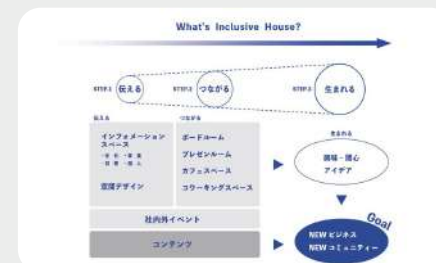 What's Inclusive House?
STEP.1 伝える
STEP.2 つながる
STEP.3 生まれる
伝える
インフォメーション
スペース
空間デザイン
つながる
ボードルーム
プレゼンルーム
カフェスペース
コワーキングスペース
社内外イベント
コンテンツ
生まれる
興味・関心
アイデア
Goal
NEW ビジネス
NEW コミュニティー